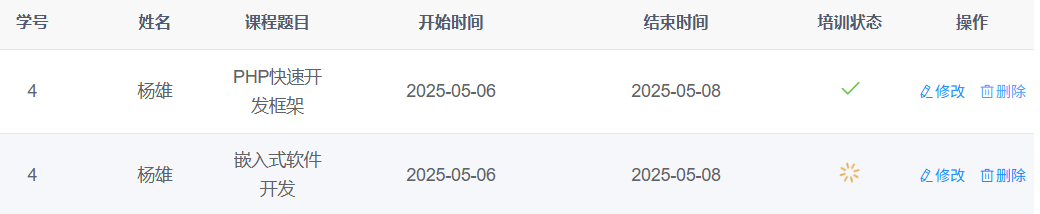 学号 姓名 课程题目 开始时间 结束时间 培训状态 操作
4 杨雄 PHP快速开 2025-05-06 2025-05-08 修改 删除
发框架
4 杨雄 嵌入式软件 2025-05-06 2025-05-08 修改 删除
开发